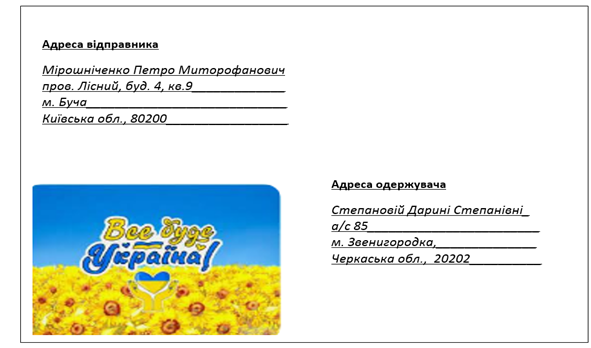 Адреса відправника
Мірошніченко Петро Миторофанович
пров. Лісний, буд. 4, кв.9
м. Буча
Київська обл., 80200
Все буде
Україна!
Адреса одержувача
Степановій Дарині Степанівні
а/с 85
м. Звенигородка,
Черкаська обл., 20202